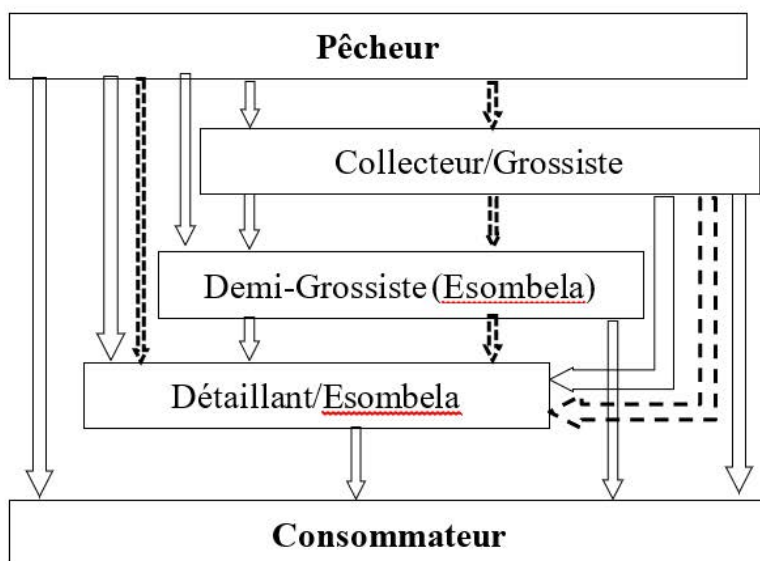 Pêcheur
Collecteur/Grossiste
Demi-Grossiste (Esombela)
Détaillant/Esombela
Consommateur